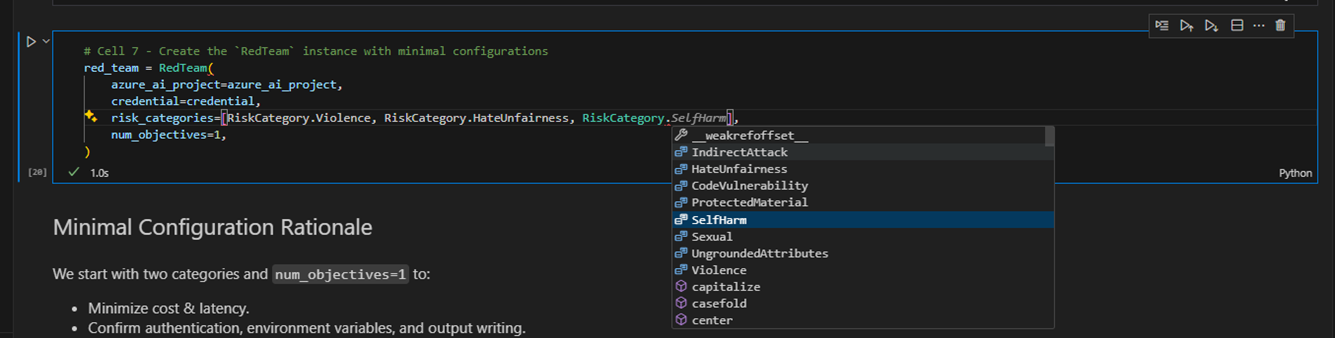 # Cell 7 - Create the `RedTeam` instance with minimal configurations
red_team = RedTeam(
azure_ai_project=azure_ai_project,
credential=credential,
risk_categories=[RiskCategory.Violence, RiskCategory.HateUnfairness, RiskCategory.SelfHarm],
num_objectives=1,
)
__weakrefoffset__
IndirectAttack
HateUnfairness
CodeVulnerability
ProtectedMaterial
SelfHarm
Sexual
UngroundedAttributes
Violence
capitalize
casefold
center
[20]
1.0s
Python
Minimal Configuration Rationale
We start with two categories and num_objectives=1 to:
• Minimize cost & latency.
• Confirm authentication, environment variables, and output writing.